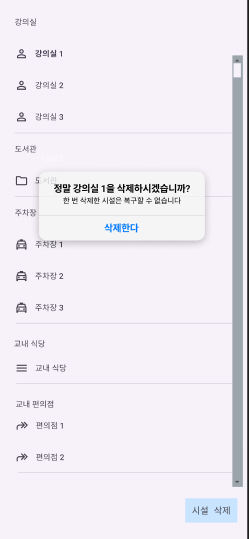 강의실
강의실 1
강의실 2
강의실 3
도서관
정말 강의실 1을 삭제하시겠습니까?
한 번 삭제한 시설은 복구할 수 없습니다
삭제한다
주차장
주차장 1
주차장 2
주차장 3
교내 식당
교내 식당
교내 편의점
편의점 1
편의점 2
시설 삭제